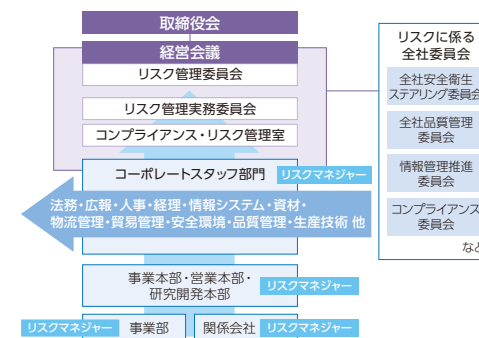 取締役会
経営会議
リスク管理委員会
リスク管理実務委員会
コンプライアンス・リスク管理室
コーポレートスタッフ部門
リスクマネジャー
法務・広報・人事・経理・情報システム・資材・
物流管理・貿易管理・安全環境・品質管理・生産技術 他
事業本部・営業本部・
研究開発本部
リスクマネジャー
リスクマネジャー
事業部
関係会社
リスクマネジャー
リスクに係る
全社委員会
全社安全衛生
ステアリング委員会
全社品質管理
委員会
情報管理推進
委員会
コンプライアンス
委員会
など